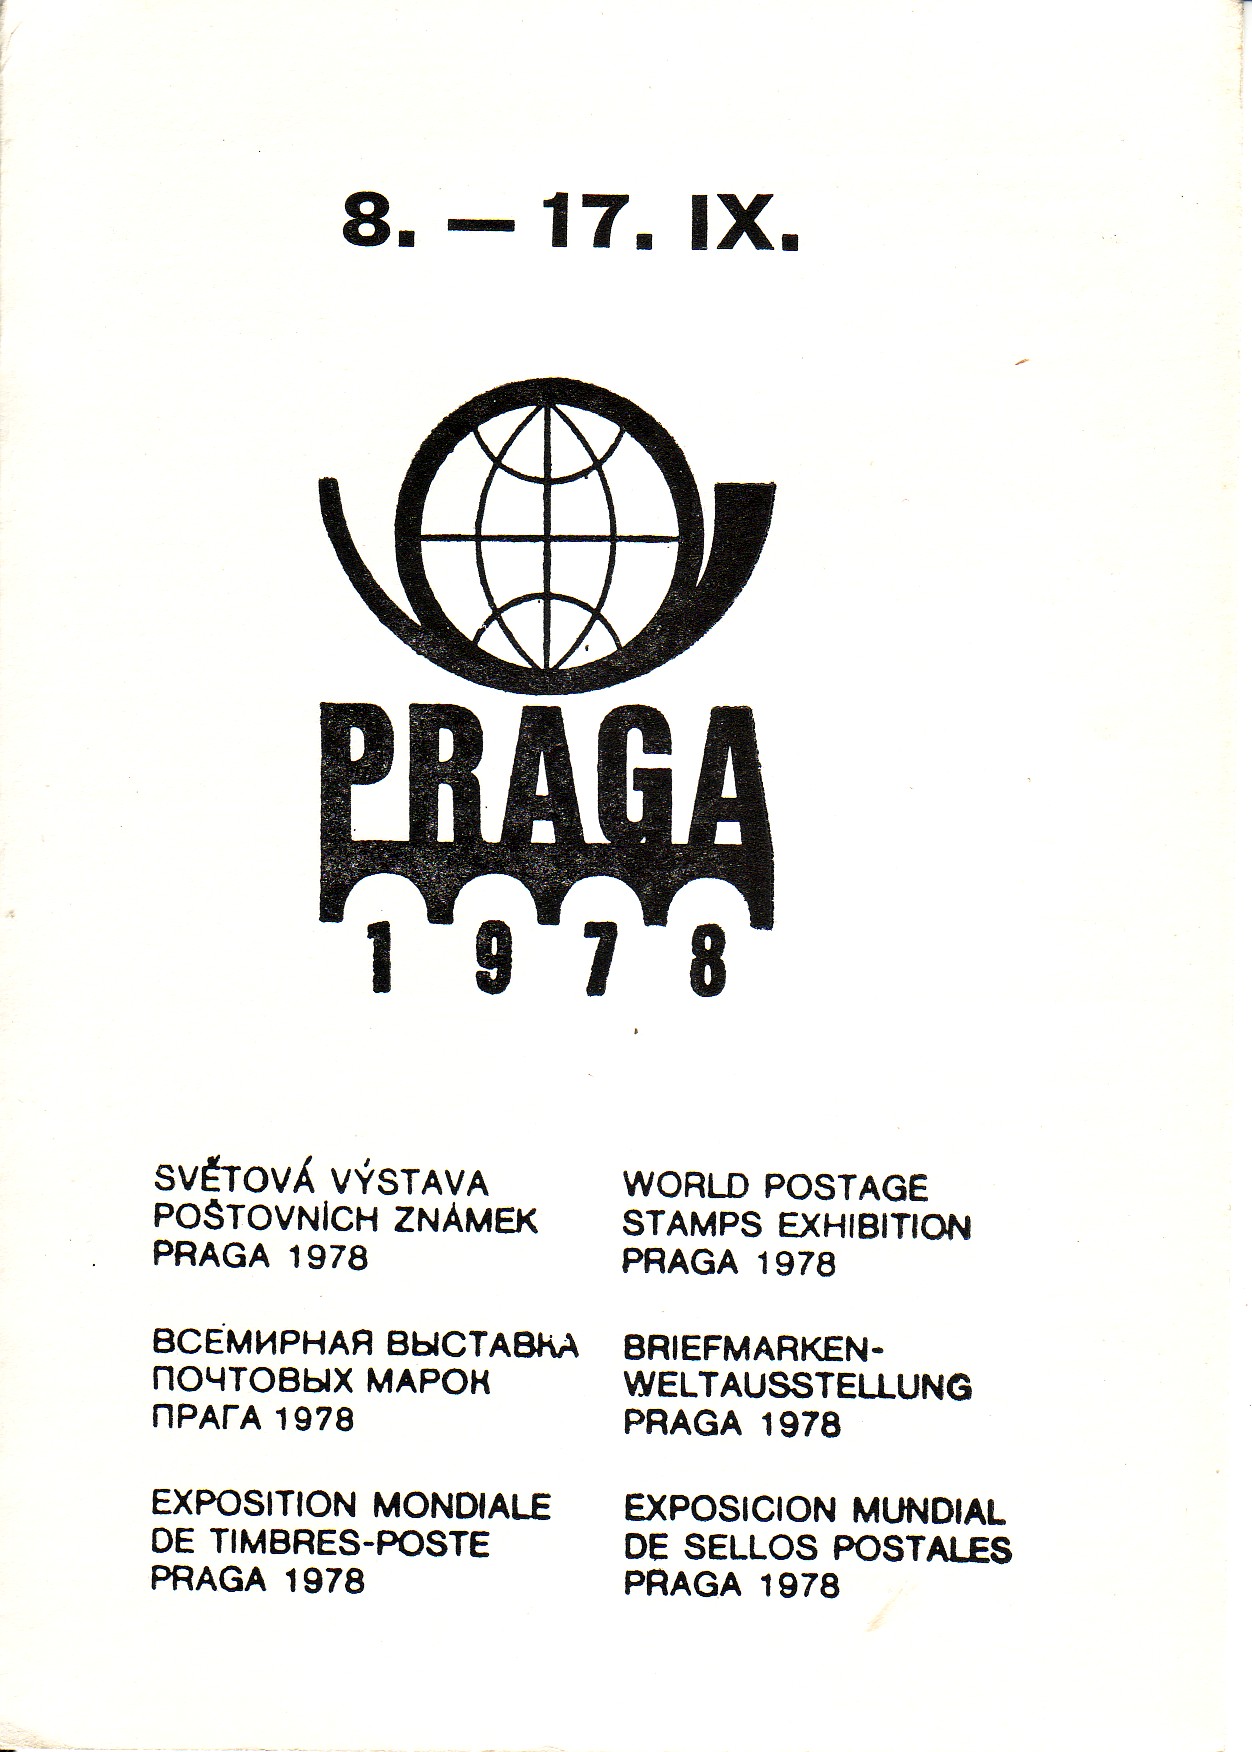 8. — 17. IX.
PRAGA
1978
SVĚTOVÁ VÝSTAVA
POŠTOVNÍCH ZNÁMEK
PRAGA 1978
WORLD POSTAGE
STAMPS EXHIBITION
PRAGA 1978
ВСЕМИРНАЯ ВЫСТАВКА
ПОЧТОВЫХ МАРОК
ПРАГА 1978
BRIEFMARKEN-
WELTAUSSTELLUNG
PRAGA 1978
EXPOSITION MONDIALE
DE TIMBRES-POSTE
PRAGA 1978
EXPOSICION MUNDIAL
DE SELLOS POSTALES
PRAGA 1978